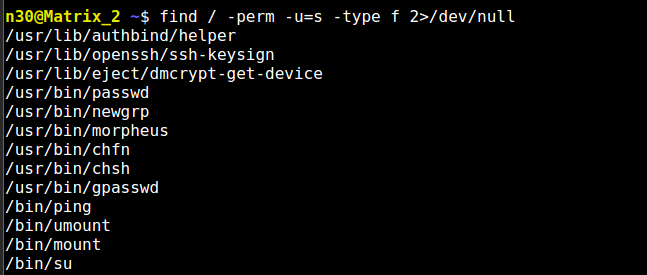 n30@Matrix_2 ~$ find / -perm -u=s -type f 2>/dev/null
/usr/lib/authbind/helper
/usr/lib/openssh/ssh-keysign
/usr/lib/eject/dmcrypt-get-device
/usr/bin/passwd
/usr/bin/newgrp
/usr/bin/morpheus
/usr/bin/chfn
/usr/bin/chsh
/usr/bin/gpasswd
/bin/ping
/bin/umount
/bin/mount
/bin/su